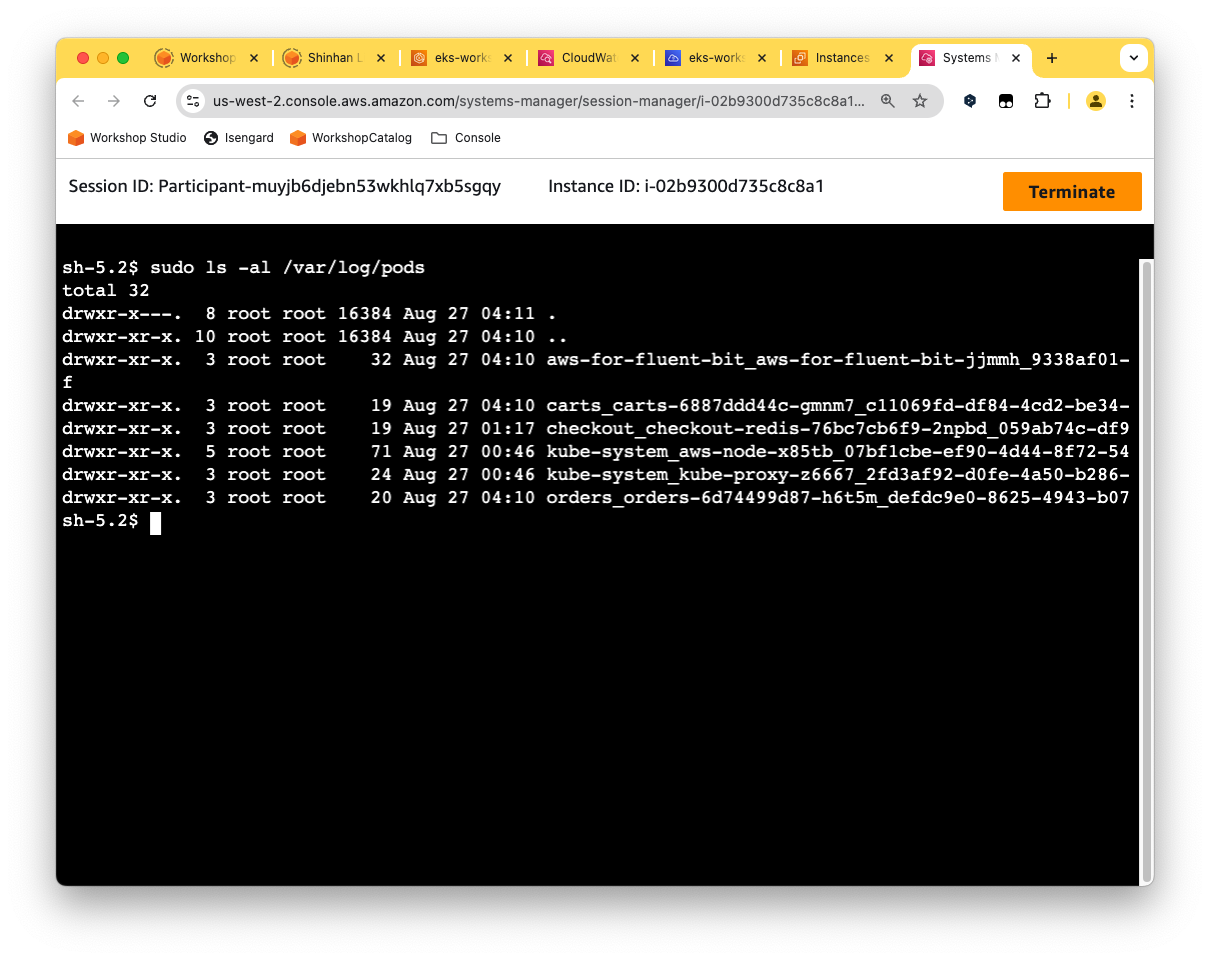 Workshop
Shinhan L
eks-works
CloudWat
eks-works
Instances
Systems M
us-west-2.console.aws.amazon.com/systems-manager/session-manager/i-02b9300d735c8c8a1...
Workshop Studio
Isengard
WorkshopCatalog
Console
Session ID: Participant-muyjb6djebn53wkhlq7xb5sgqy Instance ID: i-02b9300d735c8c8a1
Terminate
sh-5.2$ sudo ls -al /var/log/pods
total 32
drwxr-x---.  8 root root 16384 Aug 27 04:11 .
drwxr-xr-x. 10 root root 16384 Aug 27 04:10 ..
drwxr-xr-x.  3 root root    32 Aug 27 04:10 aws-for-fluent-bit_aws-for-fluent-bit-jjmmh_9338af01-
f
drwxr-xr-x.  3 root root    19 Aug 27 04:10 carts_carts-6887ddd44c-gmnm7_c11069fd-df84-4cd2-be34-
drwxr-xr-x.  3 root root    19 Aug 27 01:17 checkout_checkout-redis-76bc7cb6f9-2npbd_059ab74c-df9
drwxr-xr-x.  5 root root    71 Aug 27 00:46 kube-system_aws-node-x85tb_07bf1cbe-ef90-4d44-8f72-54
drwxr-xr-x.  3 root root    24 Aug 27 00:46 kube-system_kube-proxy-z6667_2fd3af92-d0fe-4a50-b286-
drwxr-xr-x.  3 root root    20 Aug 27 04:10 orders_orders-6d74499d87-h6t5m_defdc9e0-8625-4943-b07
sh-5.2$